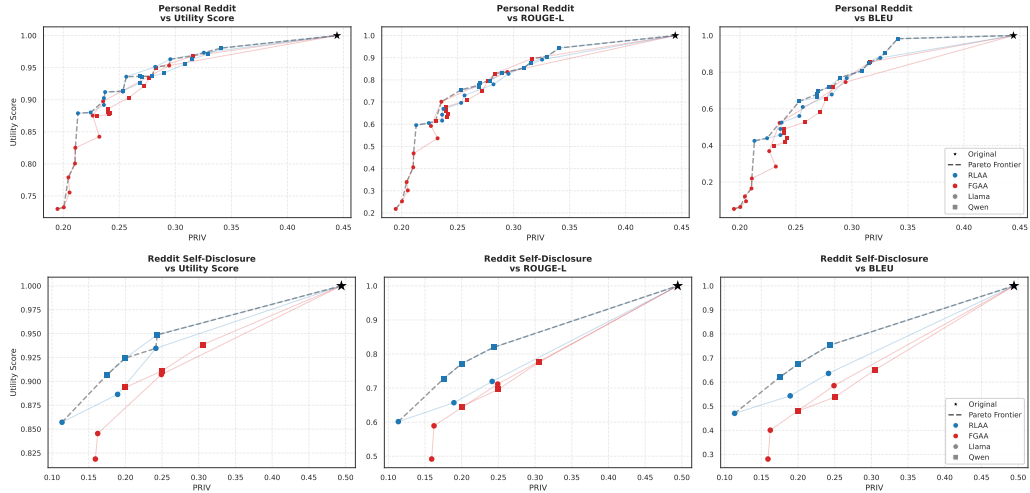 Personal Reddit
vs Utility Score
Utility Score
1.00
0.95
0.90
0.85
0.80
0.75
0.20
0.25
0.30
0.35
0.40
0.45
PRIV
Personal Reddit
vs ROUGE-L
1.0
0.9
0.8
0.7
0.6
0.5
0.4
0.3
0.2
0.20
0.25
0.30
0.35
0.40
0.45
PRIV
Personal Reddit
vs BLEU
1.0
0.8
0.6
0.4
0.2
0.20
0.25
0.30
0.35
0.40
0.45
PRIV
Original
Pareto Frontier
RLAA
FGAA
Llama
Qwen
Reddit Self-Disclosure
vs Utility Score
Utility Score
1.000
0.975
0.950
0.925
0.900
0.875
0.850
0.825
0.10
0.15
0.20
0.25
0.30
0.35
0.40
0.45
0.50
PRIV
Reddit Self-Disclosure
vs ROUGE-L
1.0
0.9
0.8
0.7
0.6
0.5
0.10
0.15
0.20
0.25
0.30
0.35
0.40
0.45
0.50
PRIV
Reddit Self-Disclosure
vs BLEU
1.0
0.9
0.8
0.7
0.6
0.5
0.4
0.3
0.10
0.15
0.20
0.25
0.30
0.35
0.40
0.45
0.50
PRIV
Original
Pareto Frontier
RLAA
FGAA
Llama
Qwen